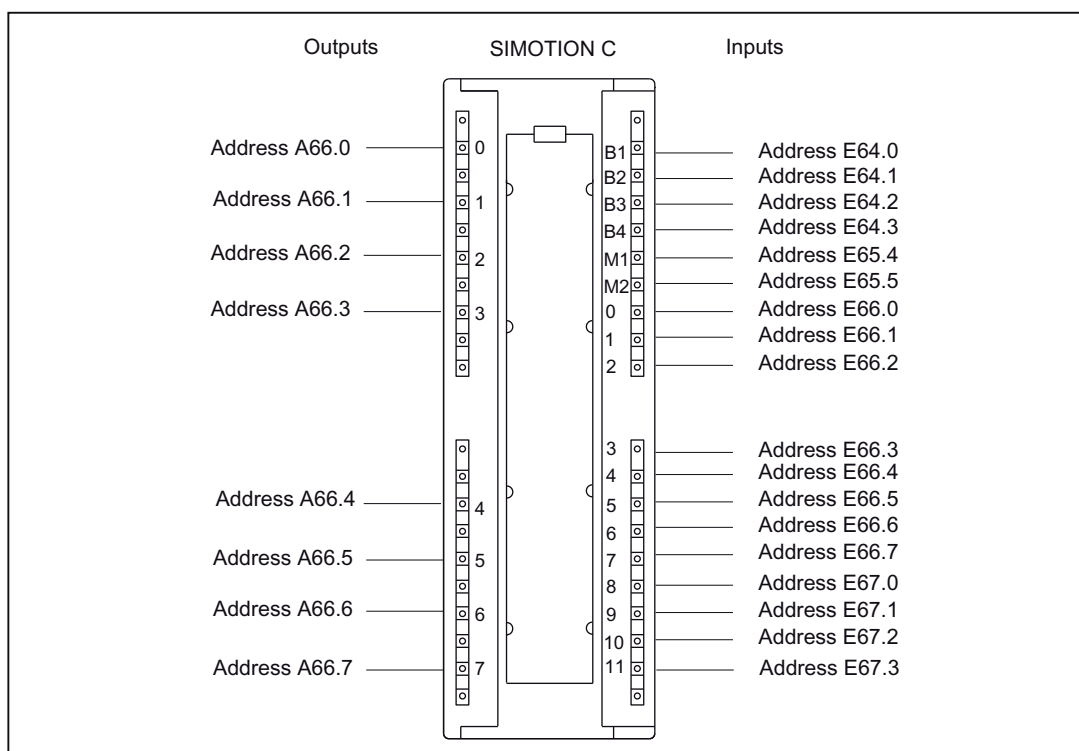 Outputs SIMOTION C Inputs
Address A66.0 0 B1 Address E64.0
B2 Address E64.1
Address A66.1 1 B3 Address E64.2
B4 Address E64.3
Address A66.2 2 M1 Address E65.4
M2 Address E65.5
Address A66.3 3 0 Address E66.0
1 Address E66.1
2 Address E66.2
3 Address E66.3
4 Address E66.4
Address A66.4 4 5 Address E66.5
6 Address E66.6
Address A66.5 5 7 Address E66.7
8 Address E67.0
Address A66.6 6 9 Address E67.1
10 Address E67.2
Address A66.7 7 11 Address E67.3